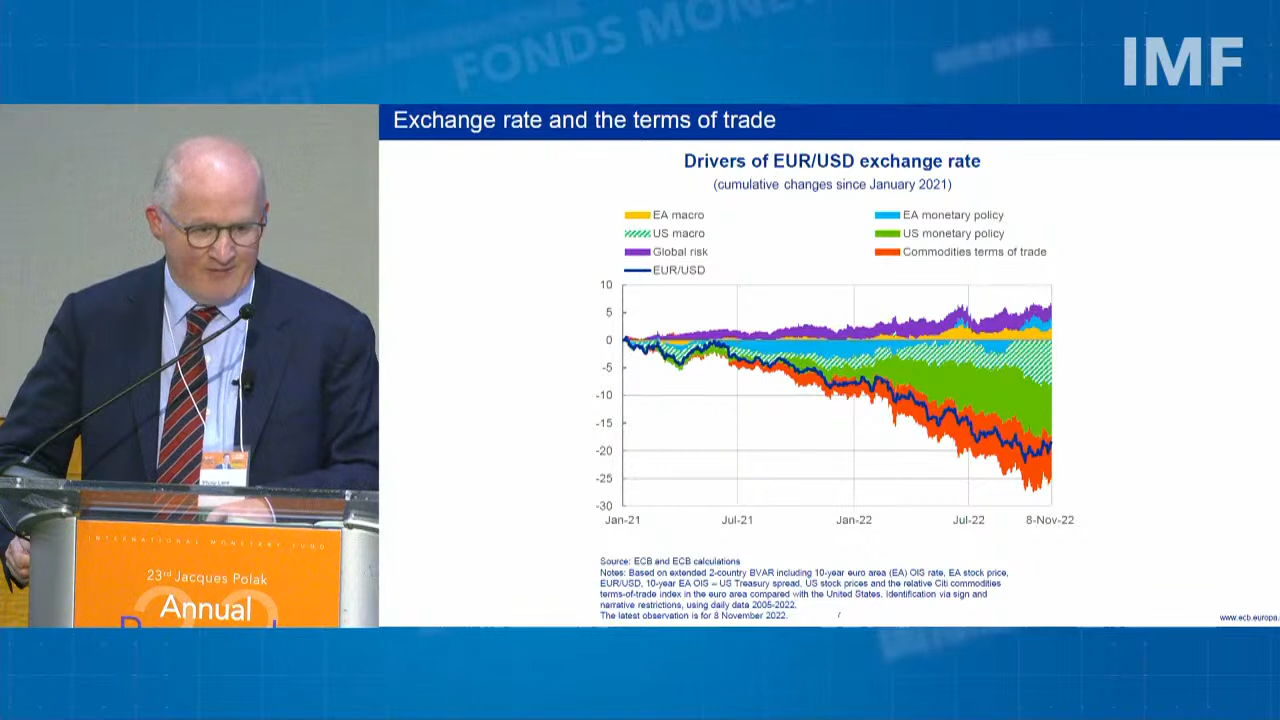 FONDS MONE
IMF
Exchange rate and the terms of trade
Drivers of EUR/USD exchange rate
(cumulative changes since January 2021)
EA macro
EA monetary policy
US macro
US monetary policy
Global risk
Commodities terms of trade
EUR/USD
10
5
0
-5
-10
-15
-20
-25
-30
Jan-21
Jul-21
Jan-22
Jul-22
8-Nov-22
Source: ECB and ECB calculations
Notes: Based on extended 2-country BVAR including 10-year euro area (EA) OIS rate, EA stock price,
EUR/USD, 10-year EA OIS – US Treasury spread, US stock prices and the relative Citi commodities
terms-of-trade index in the euro area compared with the United States. Identification via sign and
narrative restrictions, using daily data 2005-2022.
The latest observation is for 8 November 2022.
/
www.ecb.europa.
INTERNATIONAL MONETARY FUND
23rd Jacques Polak
Annual